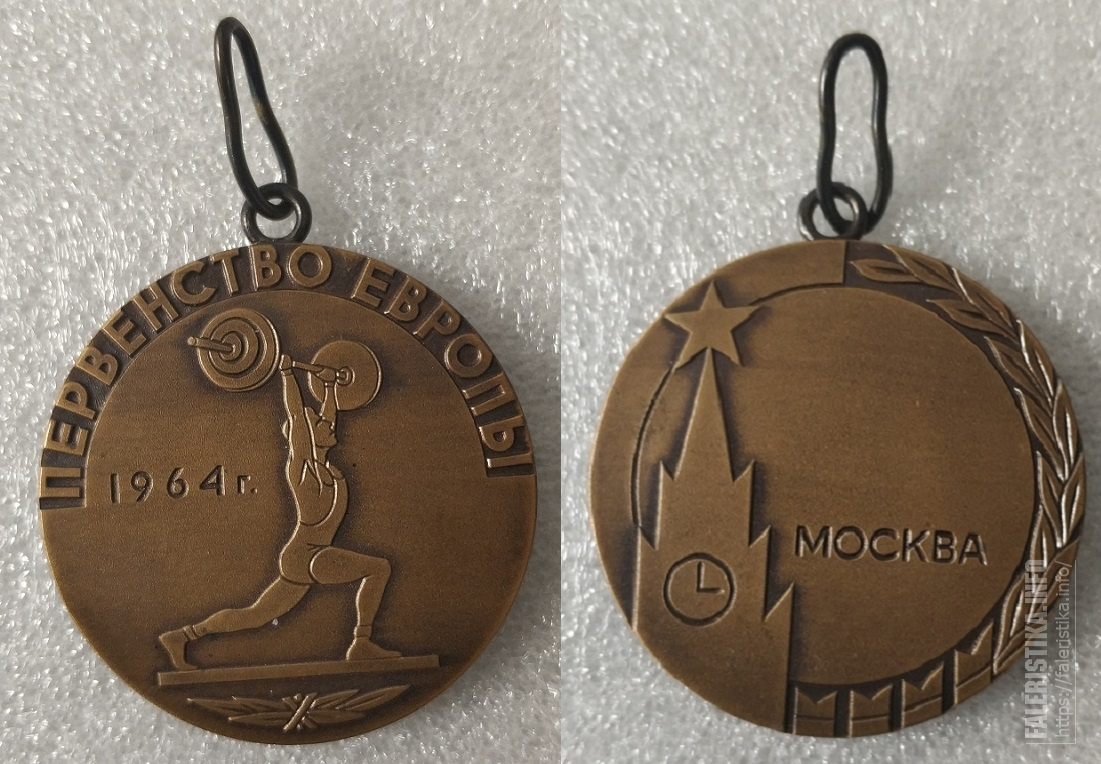 ПЕРВЕНСТВО ЕВРОПЫ
1964 г.
МОСКВА
FALERISTIKA.INFO
https://faleristika.info/